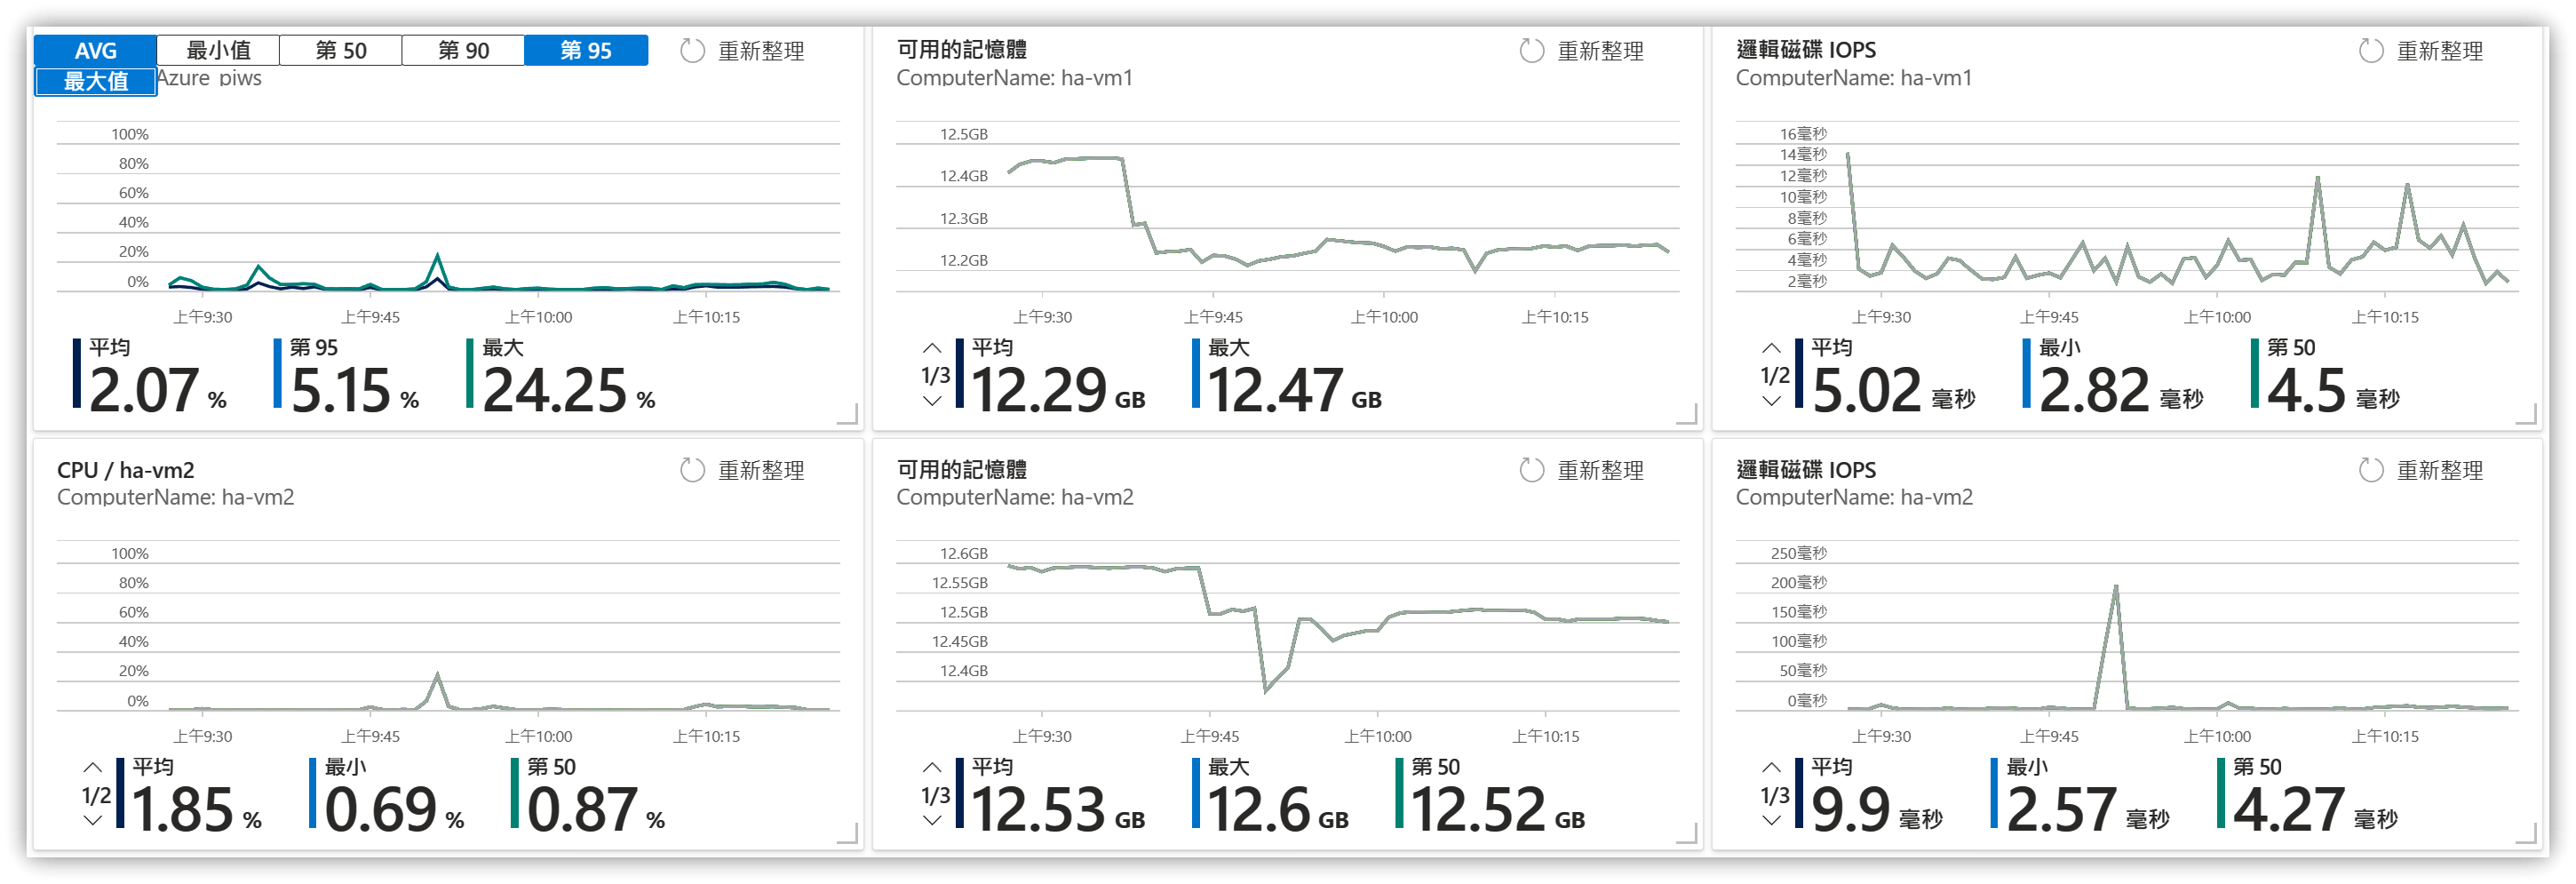 AVG 最小值 第 50 第 90 第 95 重新整理
最大值 Azure_piws
100%
80%
60%
40%
20%
0%
上午9:30 上午9:45 上午10:00 上午10:15
平均 第 95 最大
2.07 % 5.15 % 24.25 %
可用的記憶體 重新整理
ComputerName: ha-vm1
12.5GB
12.4GB
12.3GB
12.2GB
上午9:30 上午9:45 上午10:00 上午10:15
平均 最大
1/3 12.29 GB 12.47 GB
邏輯磁碟 IOPS 重新整理
ComputerName: ha-vm1
16毫秒
14毫秒
12毫秒
10毫秒
8毫秒
6毫秒
4毫秒
2毫秒
上午9:30 上午9:45 上午10:00 上午10:15
平均 最小 第 50
1/2 5.02 毫秒 2.82 毫秒 4.5 毫秒
CPU / ha-vm2 重新整理
ComputerName: ha-vm2
100%
80%
60%
40%
20%
0%
上午9:30 上午9:45 上午10:00 上午10:15
平均 最小 第 50
1/2 1.85 % 0.69 % 0.87 %
可用的記憶體 重新整理
ComputerName: ha-vm2
12.6GB
12.55GB
12.5GB
12.45GB
12.4GB
上午9:30 上午9:45 上午10:00 上午10:15
平均 最大 第 50
1/3 12.53 GB 12.6 GB 12.52 GB
邏輯磁碟 IOPS 重新整理
ComputerName: ha-vm2
250毫秒
200毫秒
150毫秒
100毫秒
50毫秒
0毫秒
上午9:30 上午9:45 上午10:00 上午10:15
平均 最小 第 50
1/3 9.9 毫秒 2.57 毫秒 4.27 毫秒